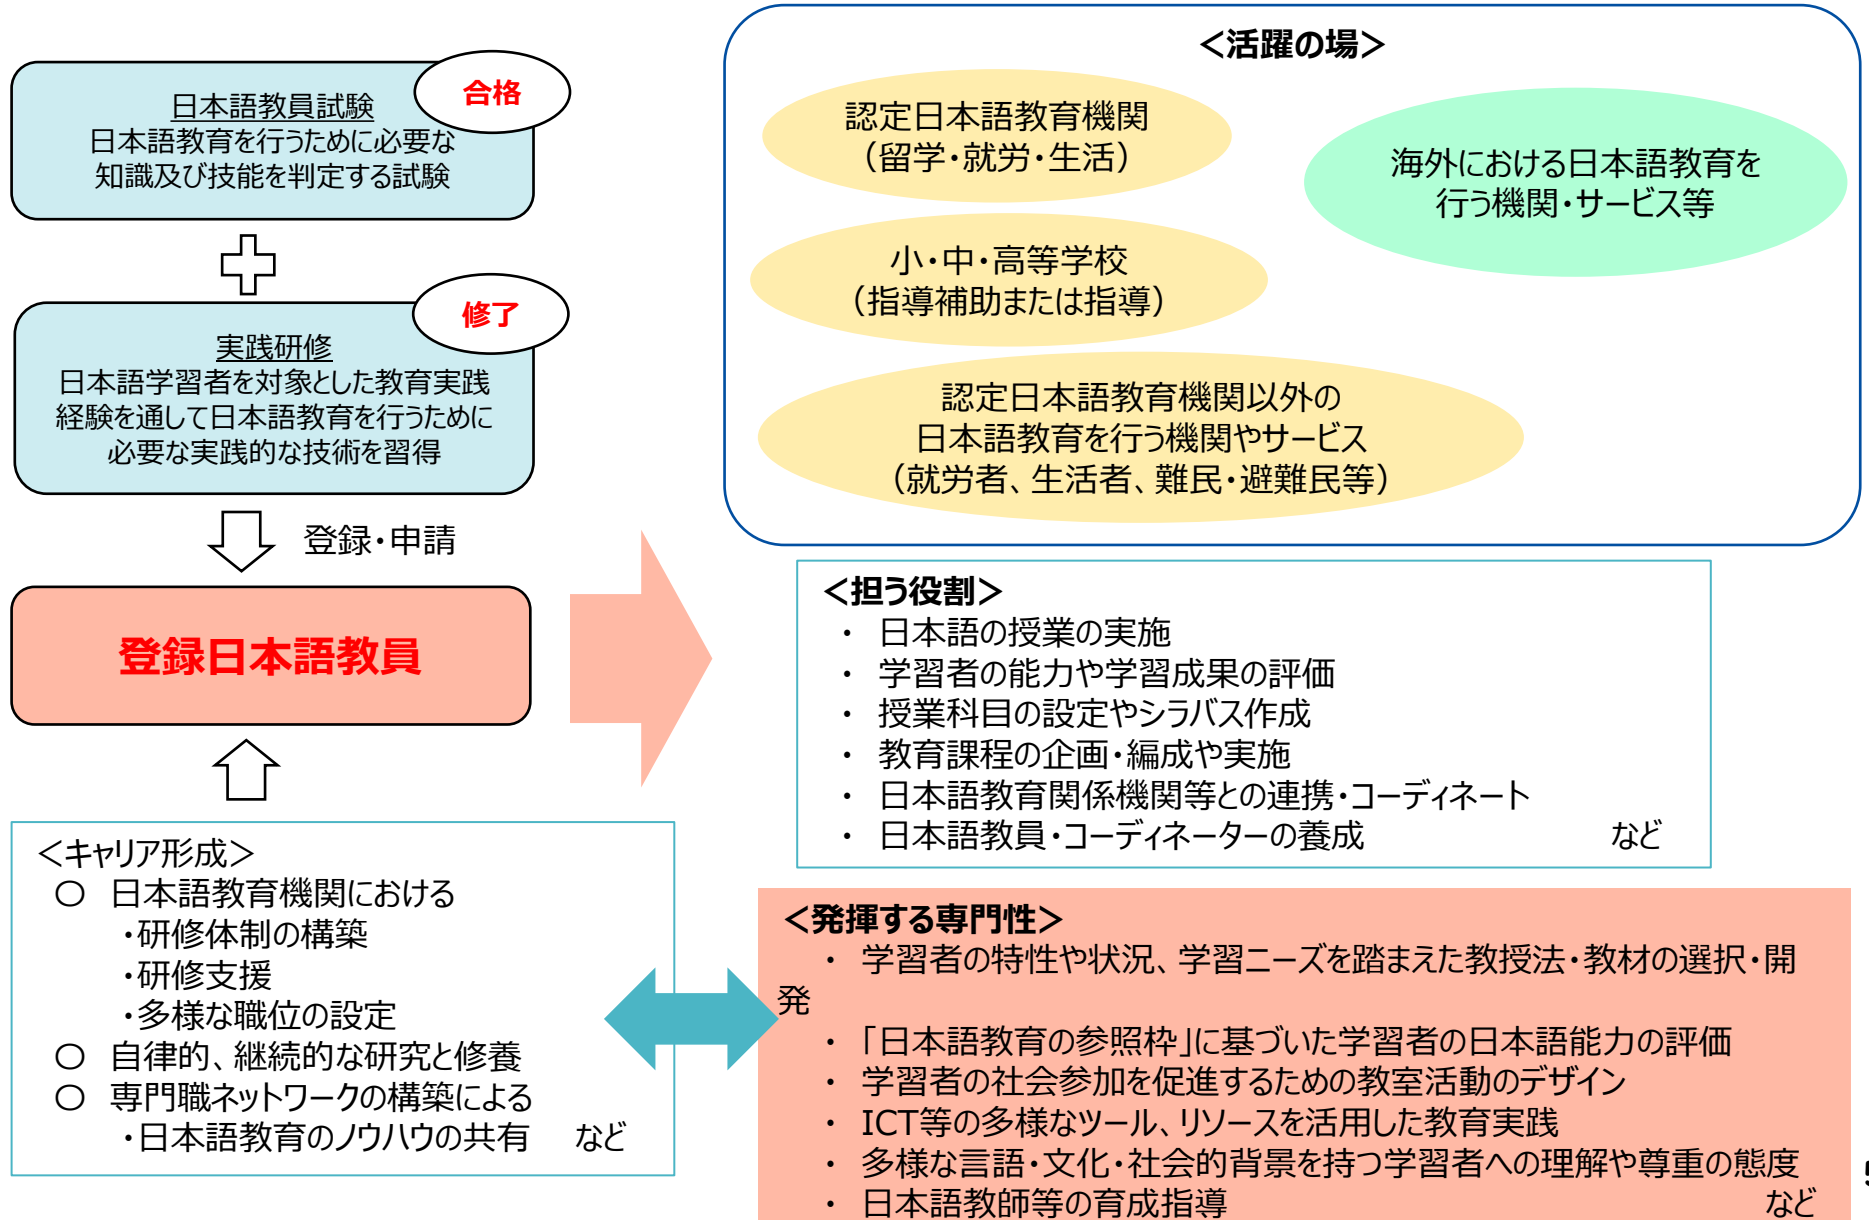 合格
日本語教員試験
日本語教育を行うために必要な
知識及び技能を判定する試験
修了
実践研修
日本語学習者を対象とした教育実践
経験を通して日本語教育を行うために
必要な実践的な技術を習得
登録・申請
登録日本語教員
＜キャリア形成＞
〇 日本語教育機関における
・研修体制の構築
・研修支援
・多様な職位の設定
〇 自律的、継続的な研究と修養
〇 専門職ネットワークの構築による
・日本語教育のノウハウの共有 など
＜活躍の場＞
認定日本語教育機関
（留学・就労・生活）
海外における日本語教育を
行う機関・サービス等
小・中・高等学校
（指導補助または指導）
認定日本語教育機関以外の
日本語教育を行う機関やサービス
（就労者、生活者、難民・避難民等）
＜担う役割＞
・ 日本語の授業の実施
・ 学習者の能力や学習成果の評価
・ 授業科目の設定やシラバス作成
・ 教育課程の企画・編成や実施
・ 日本語教育関係機関等との連携・コーディネート
・ 日本語教員・コーディネーターの養成 など
＜発揮する専門性＞
・ 学習者の特性や状況、学習ニーズを踏まえた教授法・教材の選択・開
発
・ 「日本語教育の参照枠」に基づいた学習者の日本語能力の評価
・ 学習者の社会参加を促進するための教室活動のデザイン
・ ICT等の多様なツール、リソースを活用した教育実践
・ 多様な言語・文化・社会的背景を持つ学習者への理解や尊重の態度
・ 日本語教師等の育成指導 など